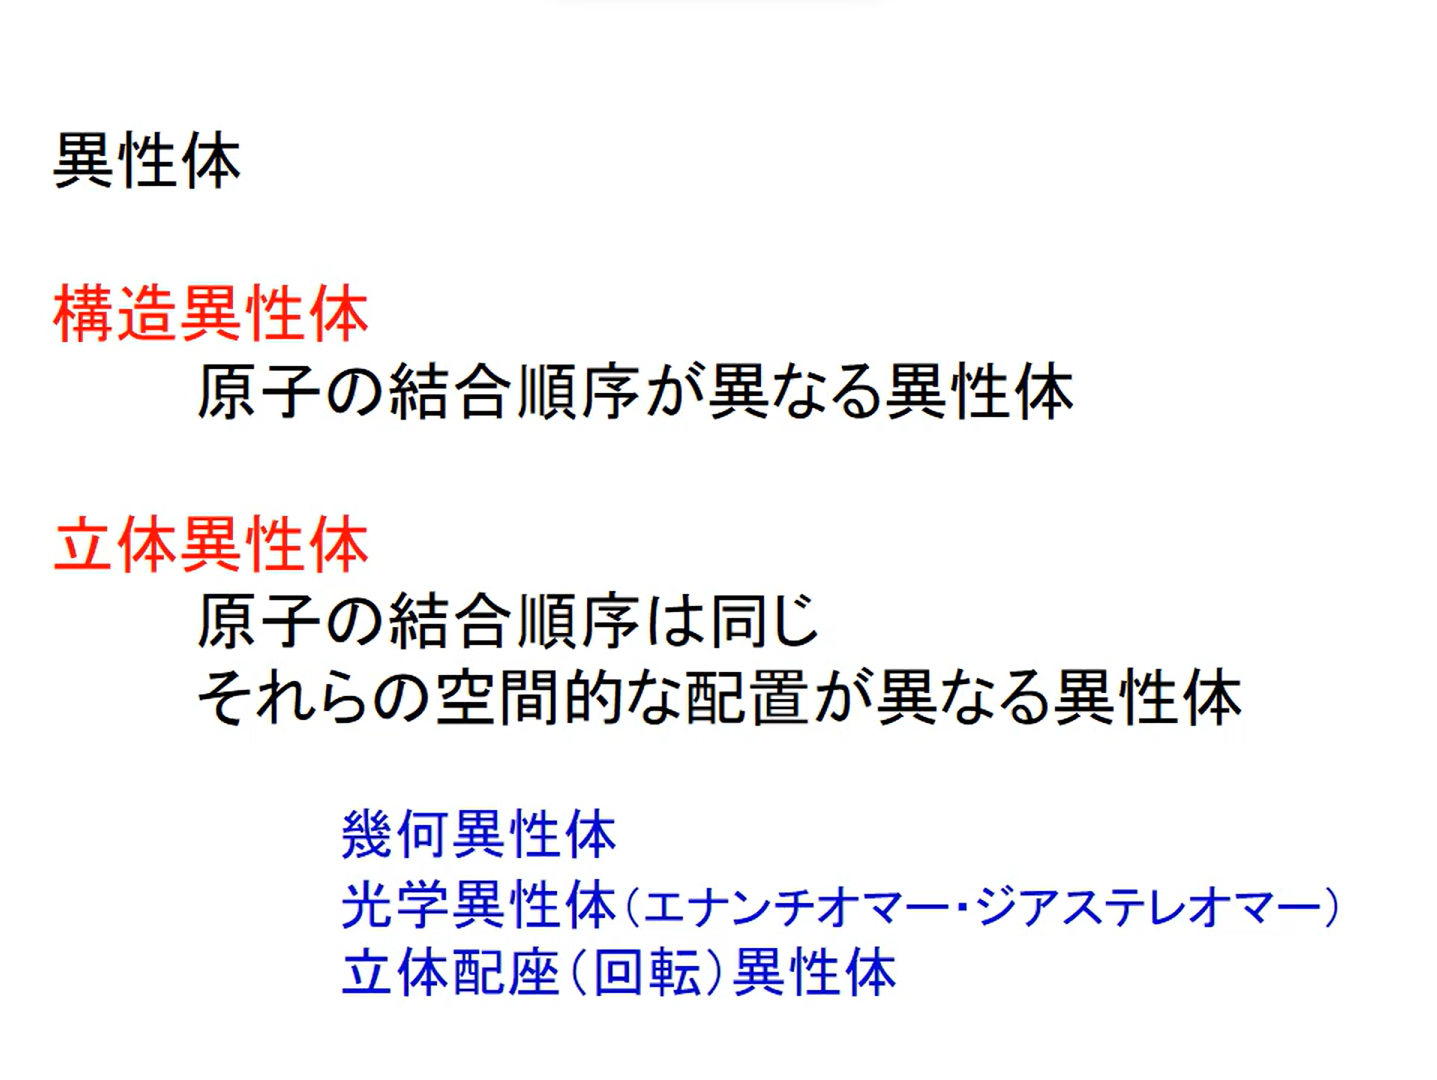 異性体
構造異性体
原子の結合順序が異なる異性体
立体異性体
原子の結合順序は同じ
それらの空間的な配置が異なる異性体
幾何異性体
光学異性体（エナンチオマー・ジアステレオマー）
立体配座（回転）異性体